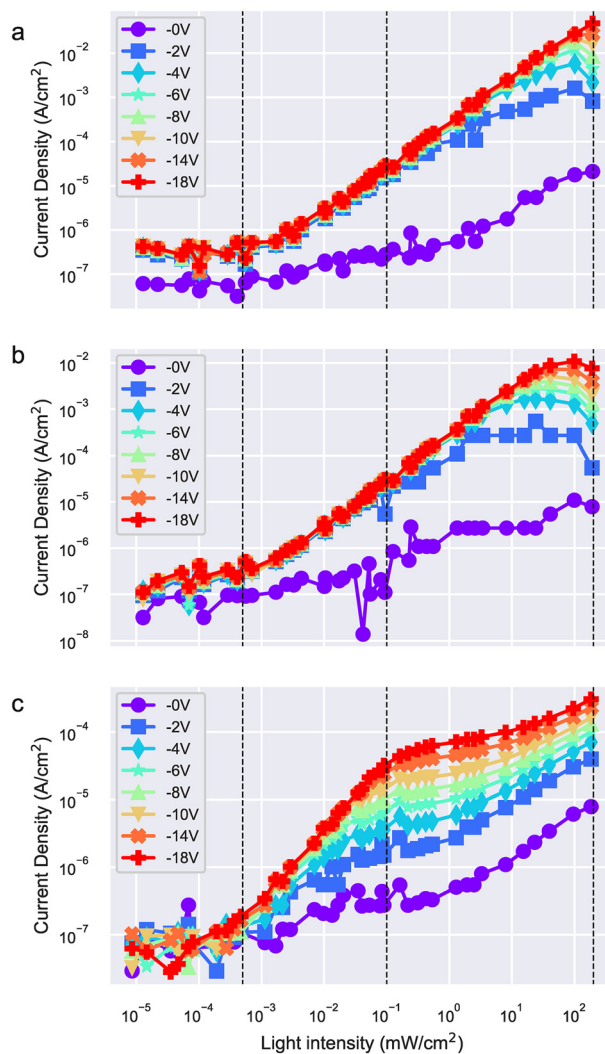 a
Current Density (A/cm²)
10⁻²
10⁻³
10⁻⁴
10⁻⁵
10⁻⁶
10⁻⁷
-0V
-2V
-4V
-6V
-8V
-10V
-14V
-18V
b
Current Density (A/cm²)
10⁻²
10⁻³
10⁻⁴
10⁻⁵
10⁻⁶
10⁻⁷
10⁻⁸
-0V
-2V
-4V
-6V
-8V
-10V
-14V
-18V
c
Current Density (A/cm²)
10⁻⁴
10⁻⁵
10⁻⁶
10⁻⁷
-0V
-2V
-4V
-6V
-8V
-10V
-14V
-18V
10⁻⁵ 10⁻⁴ 10⁻³ 10⁻² 10⁻¹ 10⁰ 10¹ 10²
Light intensity (mW/cm²)